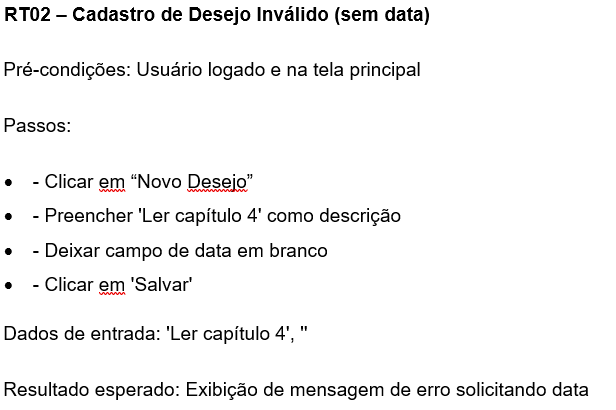 RT02 – Cadastro de Desejo Inválido (sem data)
Pré-condições: Usuário logado e na tela principal
Passos:
• - Clicar em “Novo Desejo”
• - Preencher 'Ler capítulo 4' como descrição
• - Deixar campo de data em branco
• - Clicar em 'Salvar'
Dados de entrada: 'Ler capítulo 4', ''
Resultado esperado: Exibição de mensagem de erro solicitando data